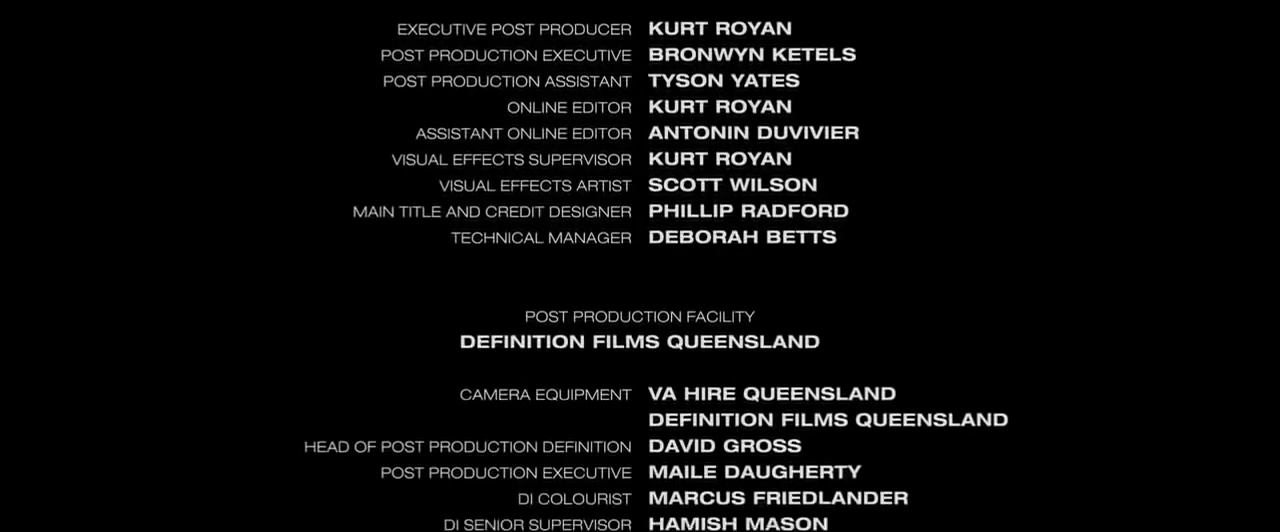 EXECUTIVE POST PRODUCER KURT ROYAN
POST PRODUCTION EXECUTIVE BRONWYN KETELS
POST PRODUCTION ASSISTANT TYSON YATES
ONLINE EDITOR KURT ROYAN
ASSISTANT ONLINE EDITOR ANTONIN DUVIVIER
VISUAL EFFECTS SUPERVISOR KURT ROYAN
VISUAL EFFECTS ARTIST SCOTT WILSON
MAIN TITLE AND CREDIT DESIGNER PHILLIP RADFORD
TECHNICAL MANAGER DEBORAH BETTS
POST PRODUCTION FACILITY
DEFINITION FILMS QUEENSLAND
CAMERA EQUIPMENT VA HIRE QUEENSLAND
DEFINITION FILMS QUEENSLAND
HEAD OF POST PRODUCTION DEFINITION DAVID GROSS
POST PRODUCTION EXECUTIVE MAILE DAUGHERTY
DI COLOURIST MARCUS FRIEDLANDER
DI SENIOR SUPERVISOR HAMISH MASON